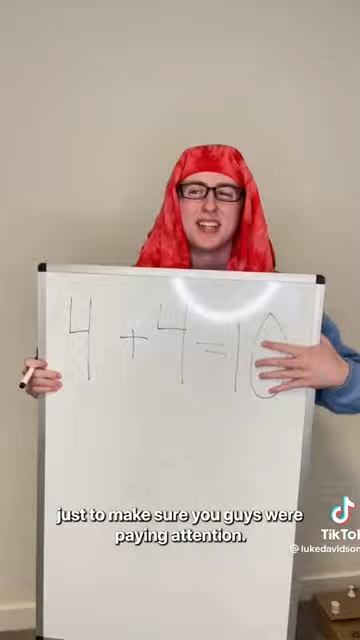 4 + 4 = 10
just to make sure you guys were
paying attention.
TikTok
@lukedavidson